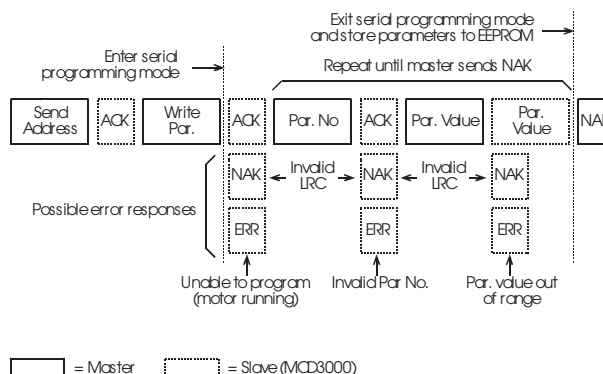 Exit serial programming mode
and store parameters to EEPROM
Enter serial
programming mode
Repeat until master sends NAK
Send
Address
ACK
Write
Par.
ACK
Par. No
ACK
Par. Value
Par.
Value
NAK
Invalid
LRC
NAK
Invalid
LRC
NAK
Possible error responses
ERR
ERR
ERR
Unable to program
(motor running)
Invalid Par No.
Par. value out
of range
= Master
= Slave (MCD3000)